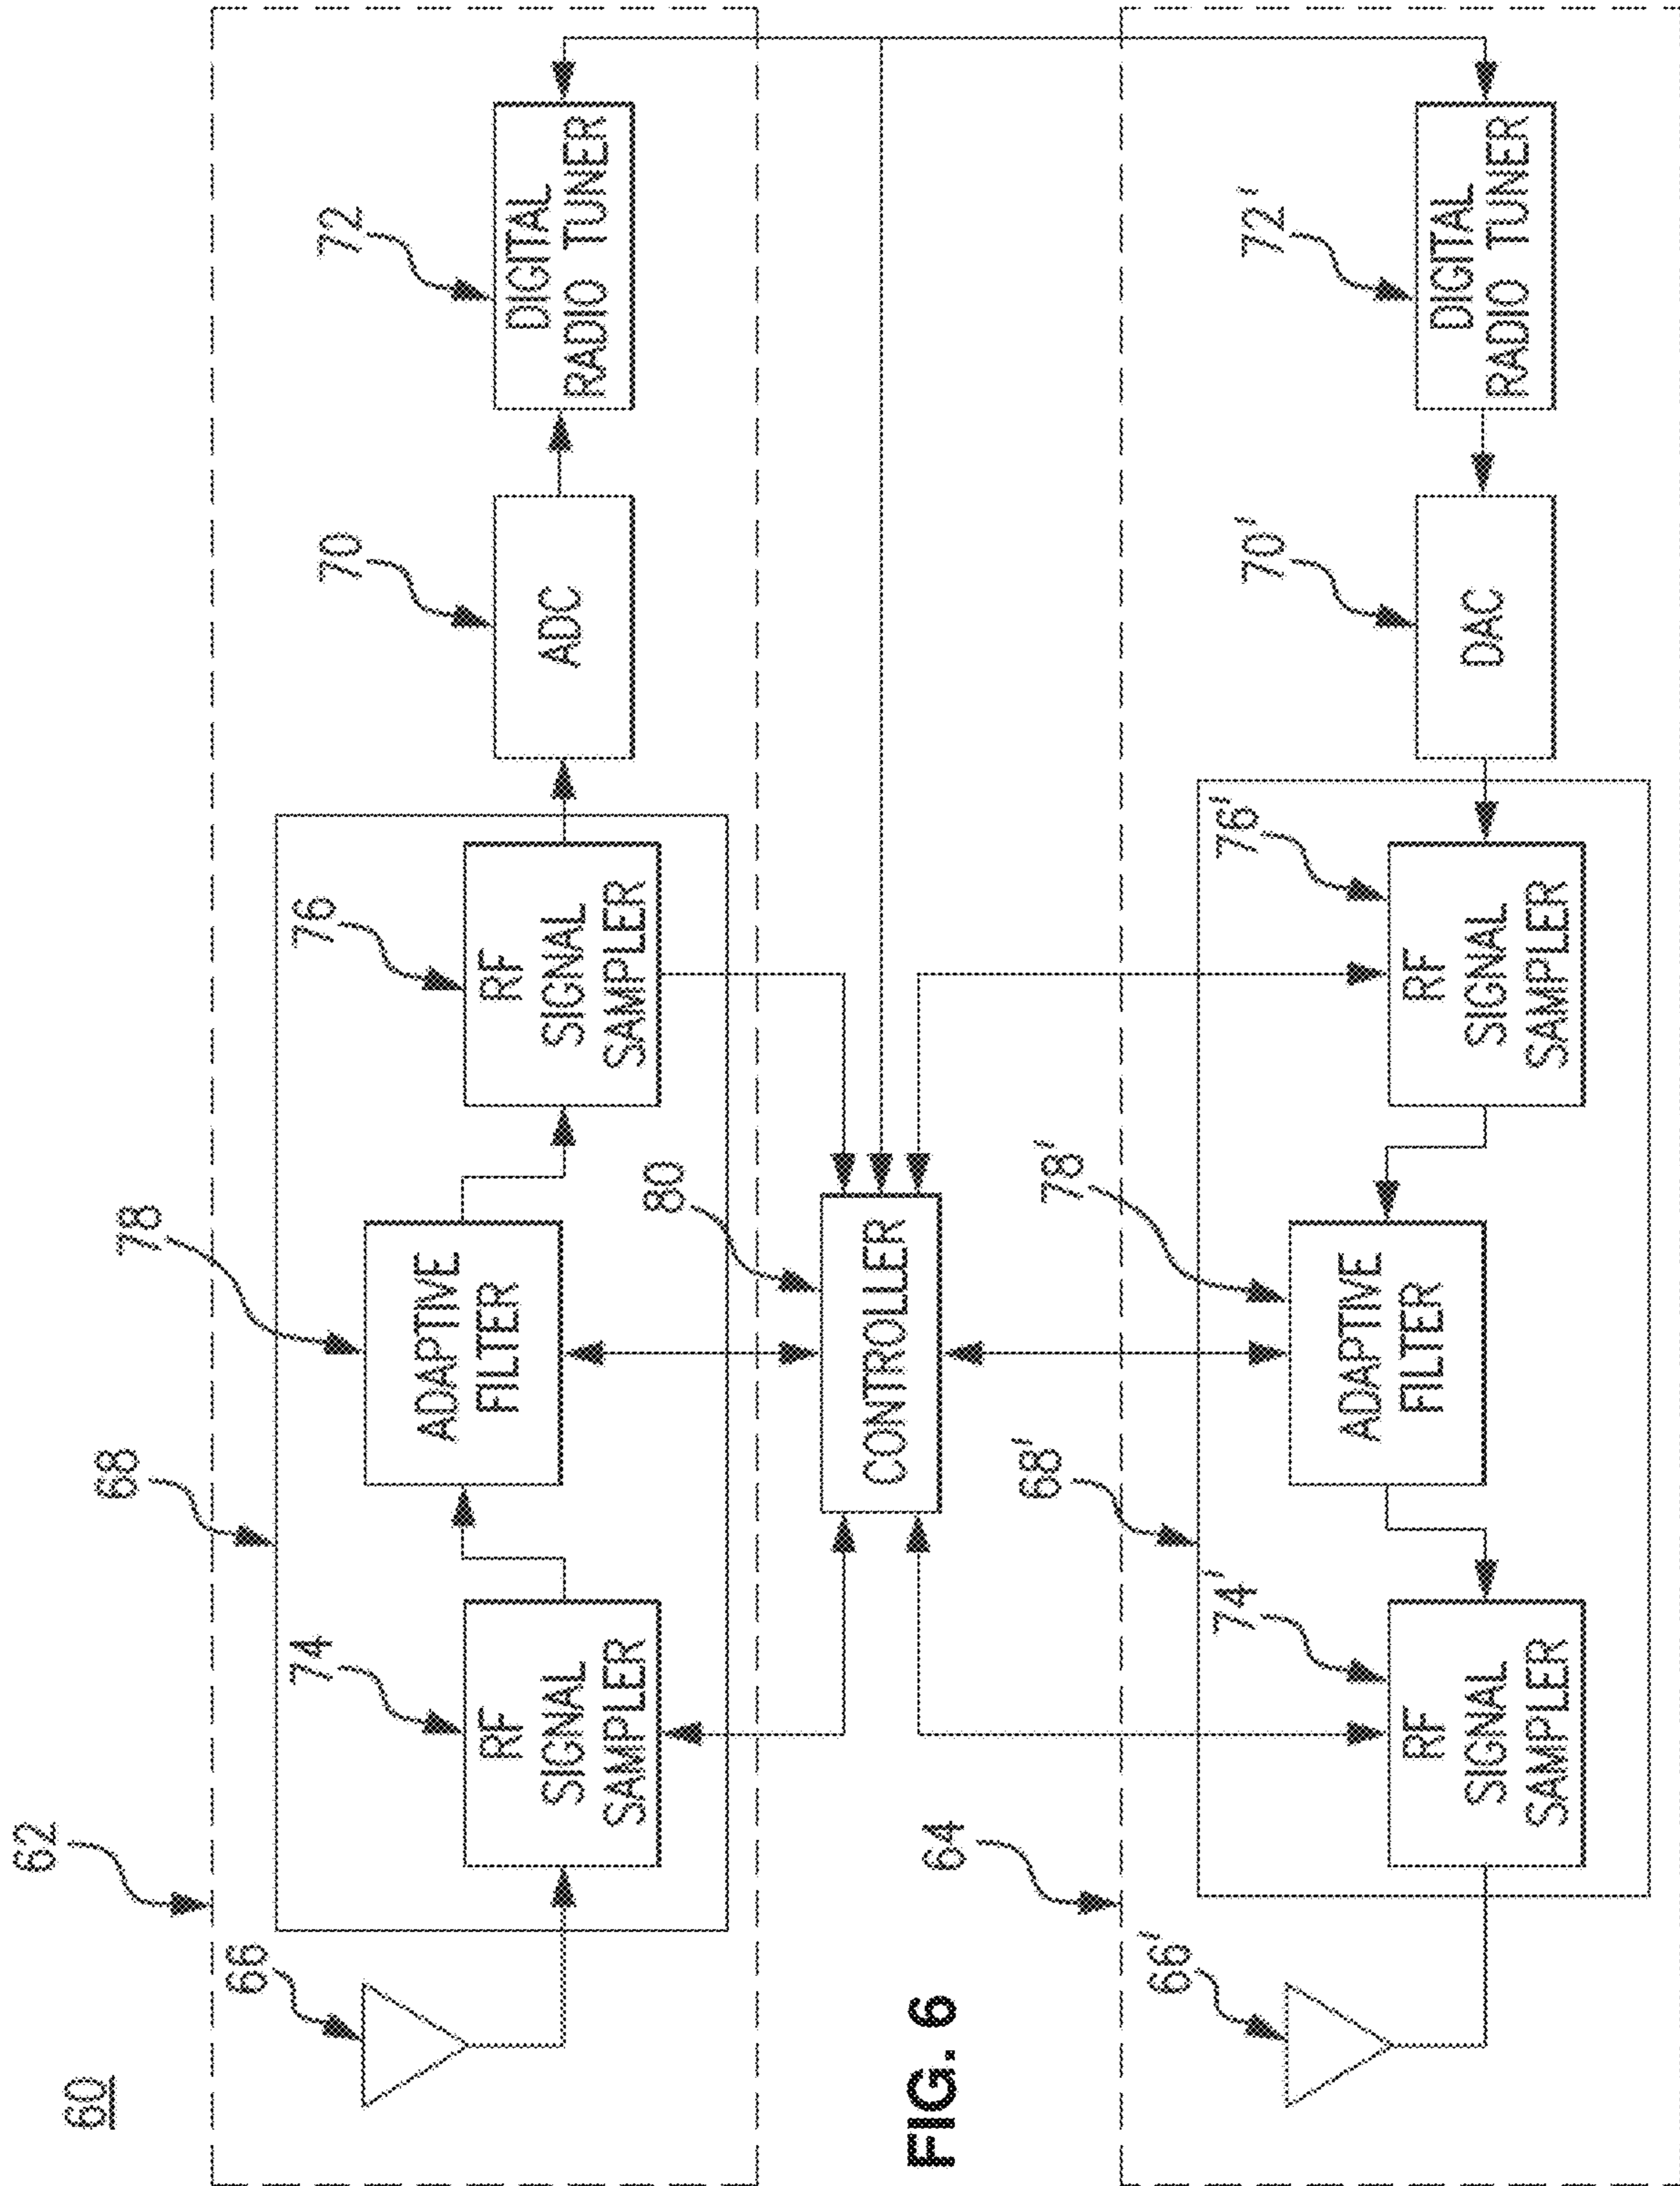 60
62
66
68
74
RF
SIGNAL
SAMPLER
78
ADAPTIVE
FILTER
76
RF
SIGNAL
SAMPLER
70
ADC
72
DIGITAL
RADIO TUNER
80
CONTROLLER
64
66'
68'
74'
RF
SIGNAL
SAMPLER
78'
ADAPTIVE
FILTER
76'
RF
SIGNAL
SAMPLER
70'
DAC
72'
DIGITAL
RADIO TUNER
FIG. 6